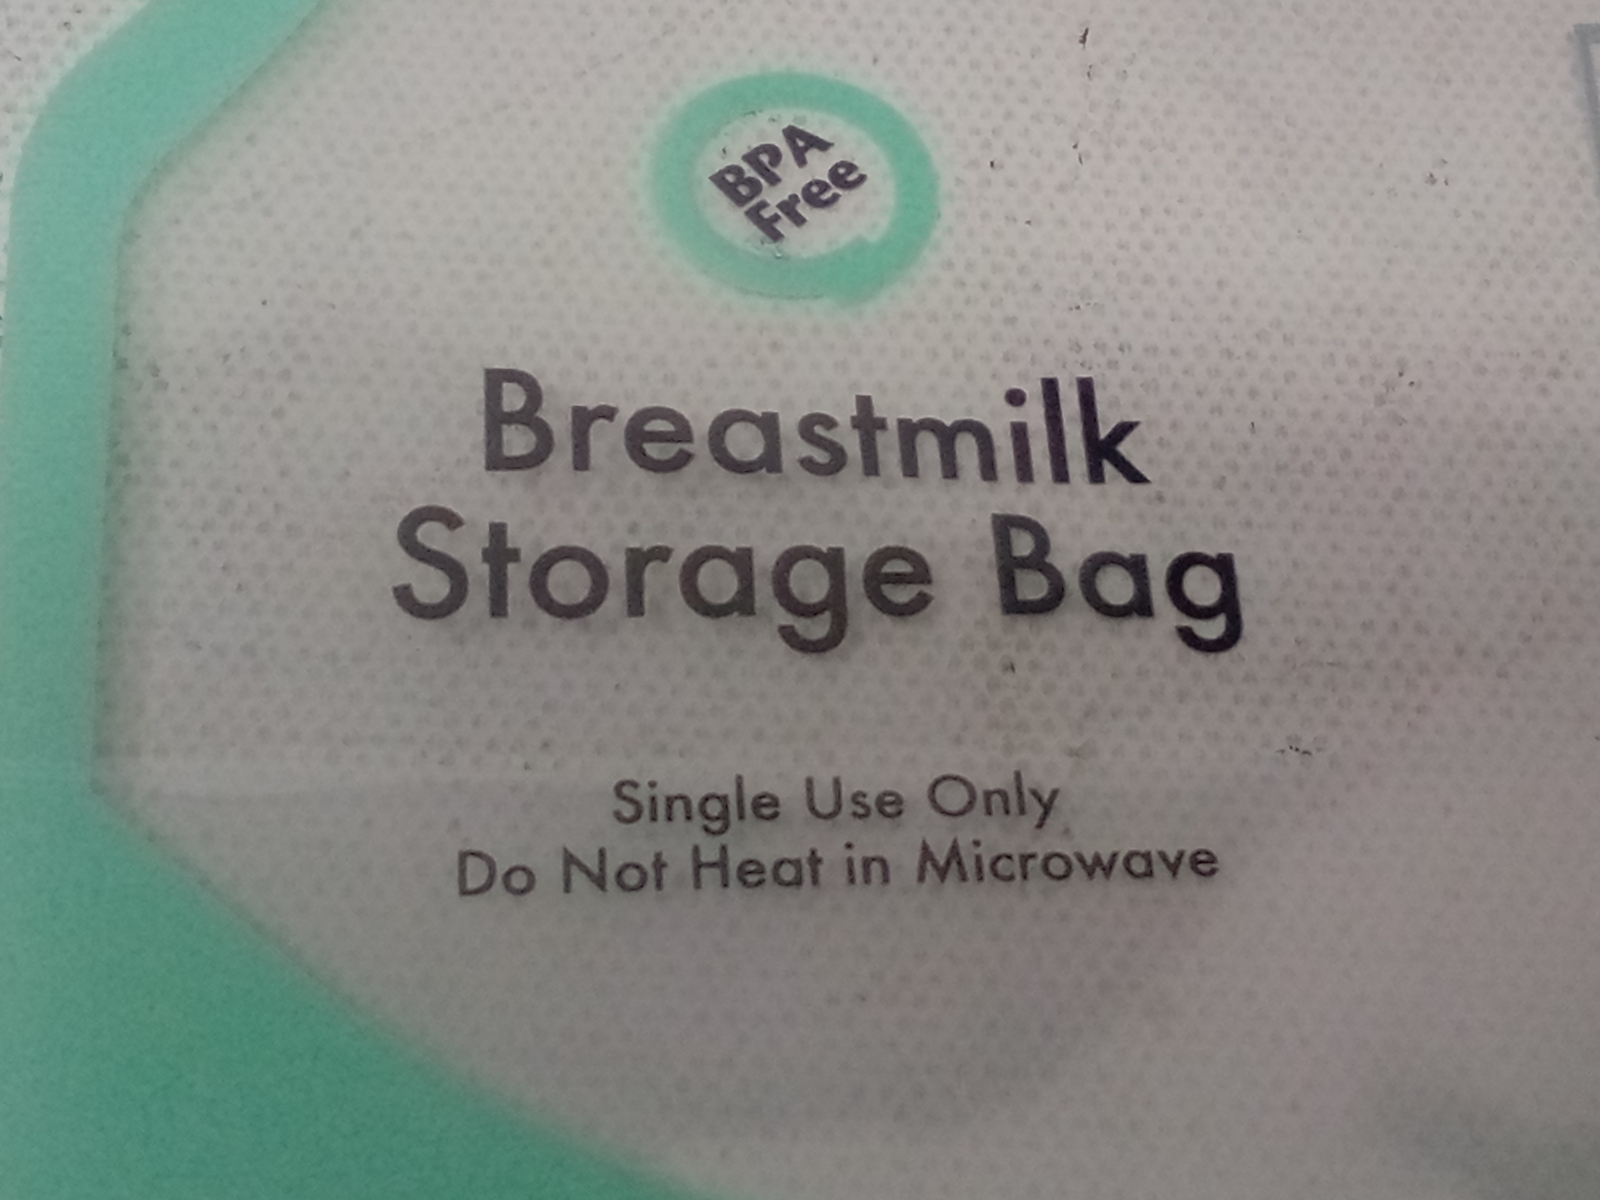 BPA
Free
Breastmilk
Storage Bag
Single Use Only
Do Not Heat in Microwave